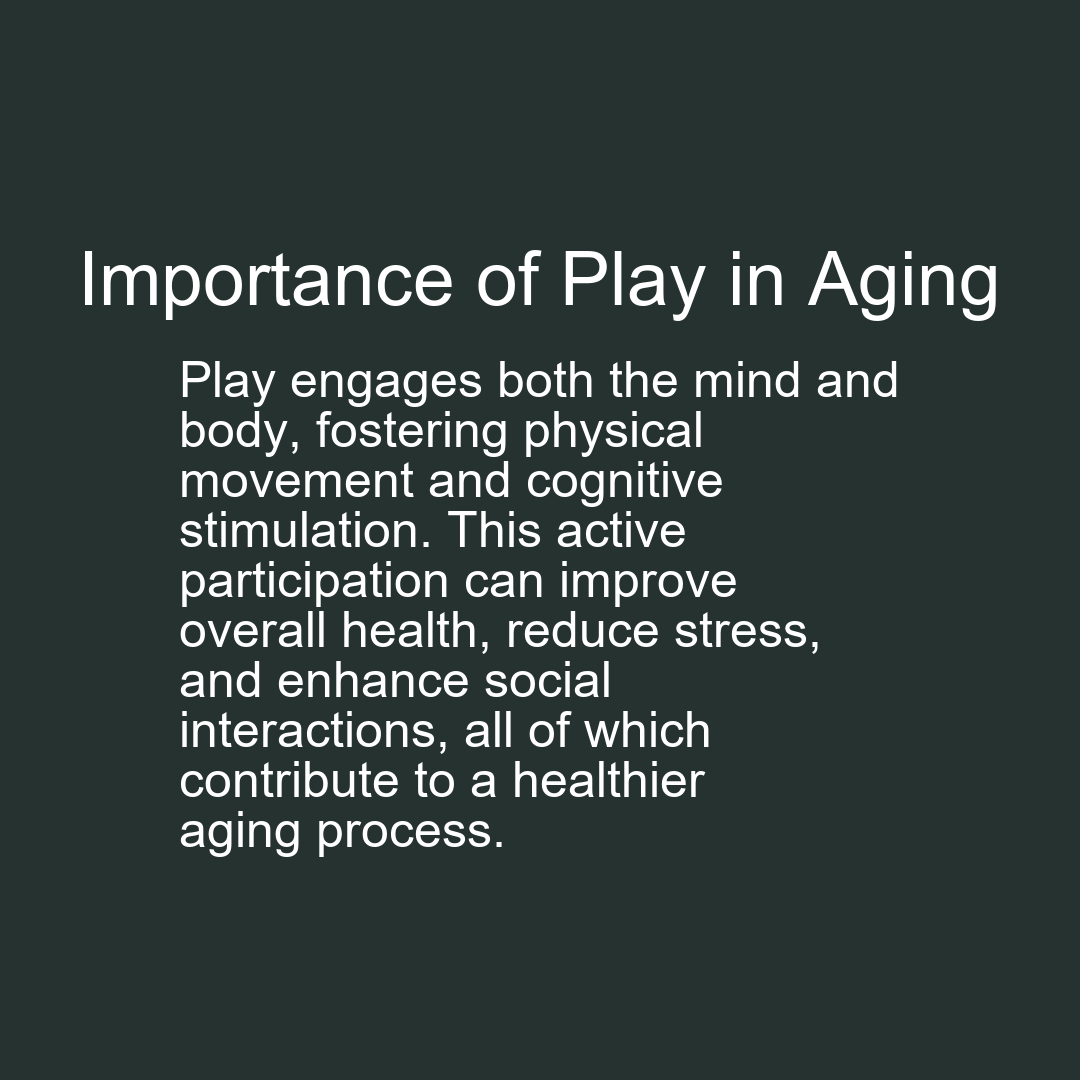 Importance of Play in Aging
Play engages both the mind and
body, fostering physical
movement and cognitive
stimulation. This active
participation can improve
overall health, reduce stress,
and enhance social
interactions, all of which
contribute to a healthier
aging process.